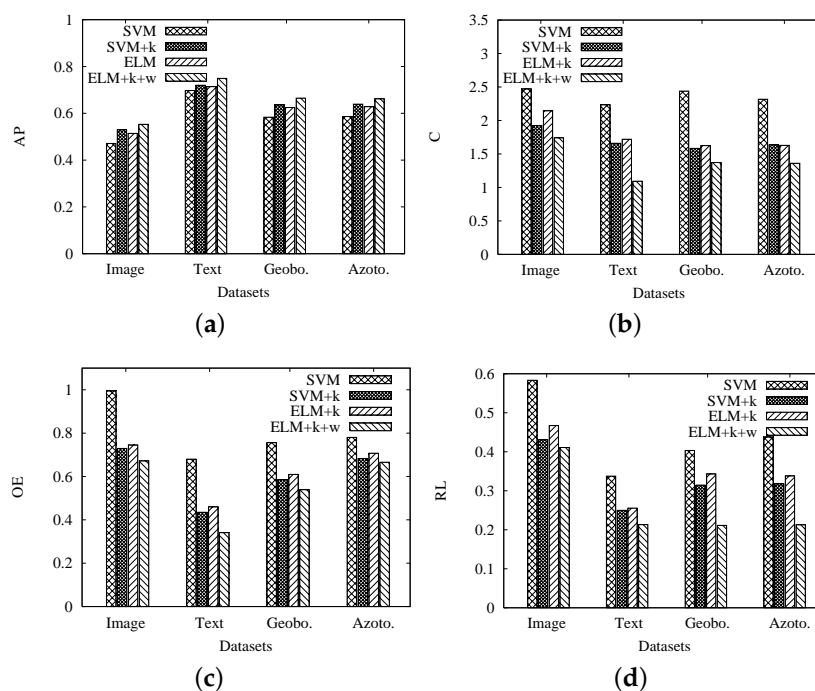 AP
1
0.8
0.6
0.4
0.2
0
SVM
SVM+k
ELM
ELM+k+w
Image Text Geobo. Azoto.
Datasets
(a)
C
3.5
3
2.5
2
1.5
1
0.5
0
SVM
SVM+k
ELM+k
ELM+k+w
Image Text Geobo. Azoto.
Datasets
(b)
OE
1
0.8
0.6
0.4
0.2
0
SVM
SVM+k
ELM+k
ELM+k+w
Image Text Geobo. Azoto.
Datasets
(c)
RL
0.6
0.5
0.4
0.3
0.2
0.1
0
SVM
SVM+k
ELM+k
ELM+k+w
Image Text Geobo. Azoto.
Datasets
(d)